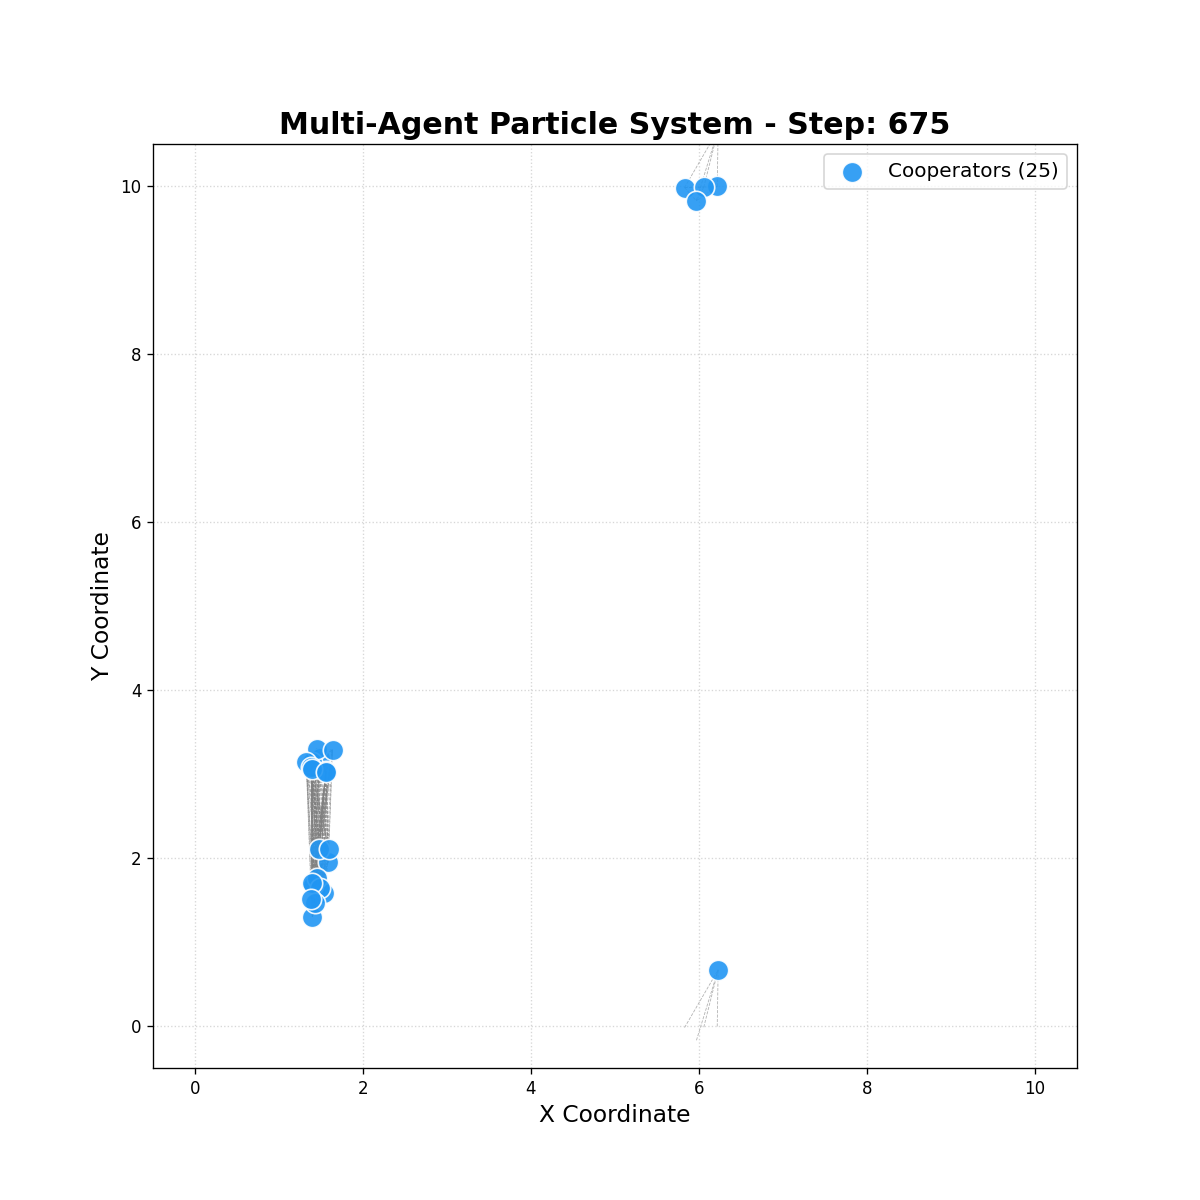 Multi-Agent Particle System - Step: 675
Cooperators (25)
10
8
6
4
2
0
Y Coordinate
0 2 4 6 8 10
X Coordinate